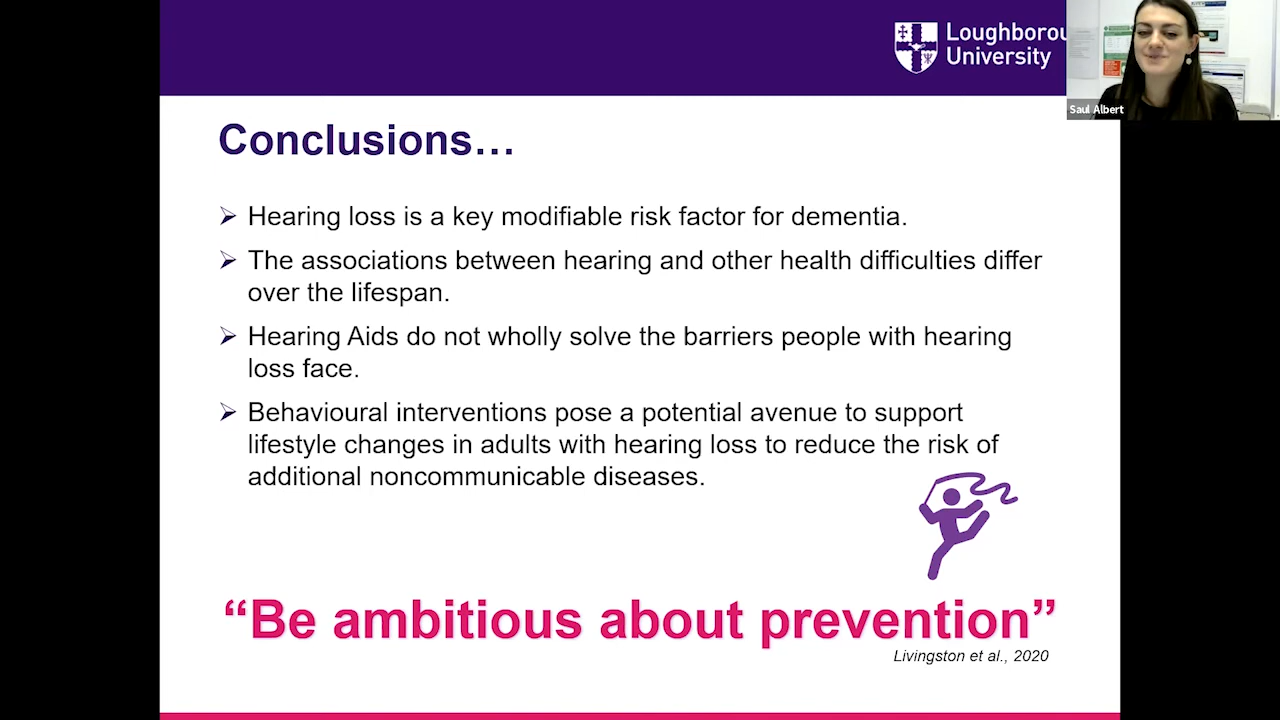 Loughborou
University
Saul Albert
Conclusions…
Hearing loss is a key modifiable risk factor for dementia.
The associations between hearing and other health difficulties differ
over the lifespan.
Hearing Aids do not wholly solve the barriers people with hearing
loss face.
Behavioural interventions pose a potential avenue to support
lifestyle changes in adults with hearing loss to reduce the risk of
additional noncommunicable diseases.
“Be ambitious about prevention”
Livingston et al., 2020